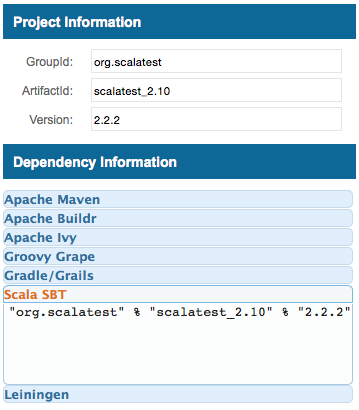 Project Information
GroupId: org.scalatest
ArtifactId: scalatest_2.10
Version: 2.2.2
Dependency Information
Apache Maven
Apache Buildr
Apache Ivy
Groovy Grape
Gradle/Grails
Scala SBT
"org.scalatest" % "scalatest_2.10" % "2.2.2"
Leiningen